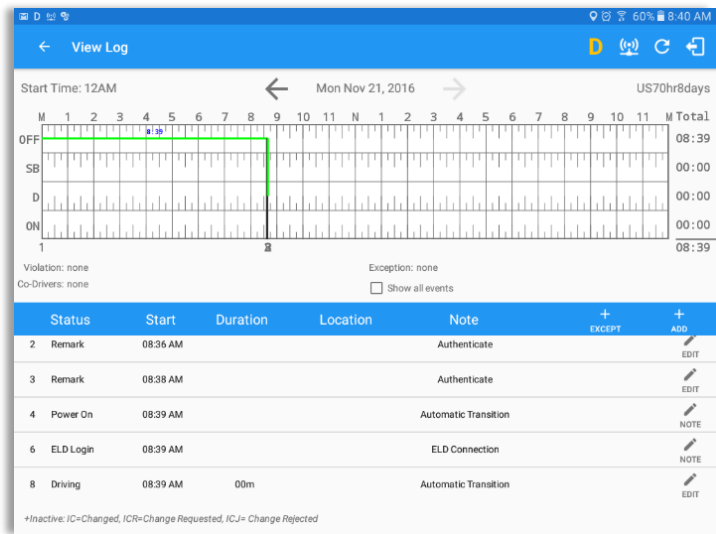 60% 8:40 AM
View Log
D
Start Time: 12AM
Mon Nov 21, 2016
US70hr8days
M 1 2 3 4 5 6 7 8 9 10 11 N 1 2 3 4 5 6 7 8 9 10 11 M Total
8:39
OFF 08:39
SB 00:00
D 00:00
ON 00:00
1 08:39
Violation: none
Exception: none
Co-Drivers: none
Show all events
Status Start Duration Location Note + EXCEPT + ADD
2 Remark 08:36 AM Authenticate EDIT
3 Remark 08:38 AM Authenticate EDIT
4 Power On 08:39 AM Automatic Transition NOTE
6 ELD Login 08:39 AM ELD Connection NOTE
8 Driving 08:39 AM 00m Automatic Transition EDIT
+Inactive: IC=Changed, ICR=Change Requested, ICJ= Change Rejected